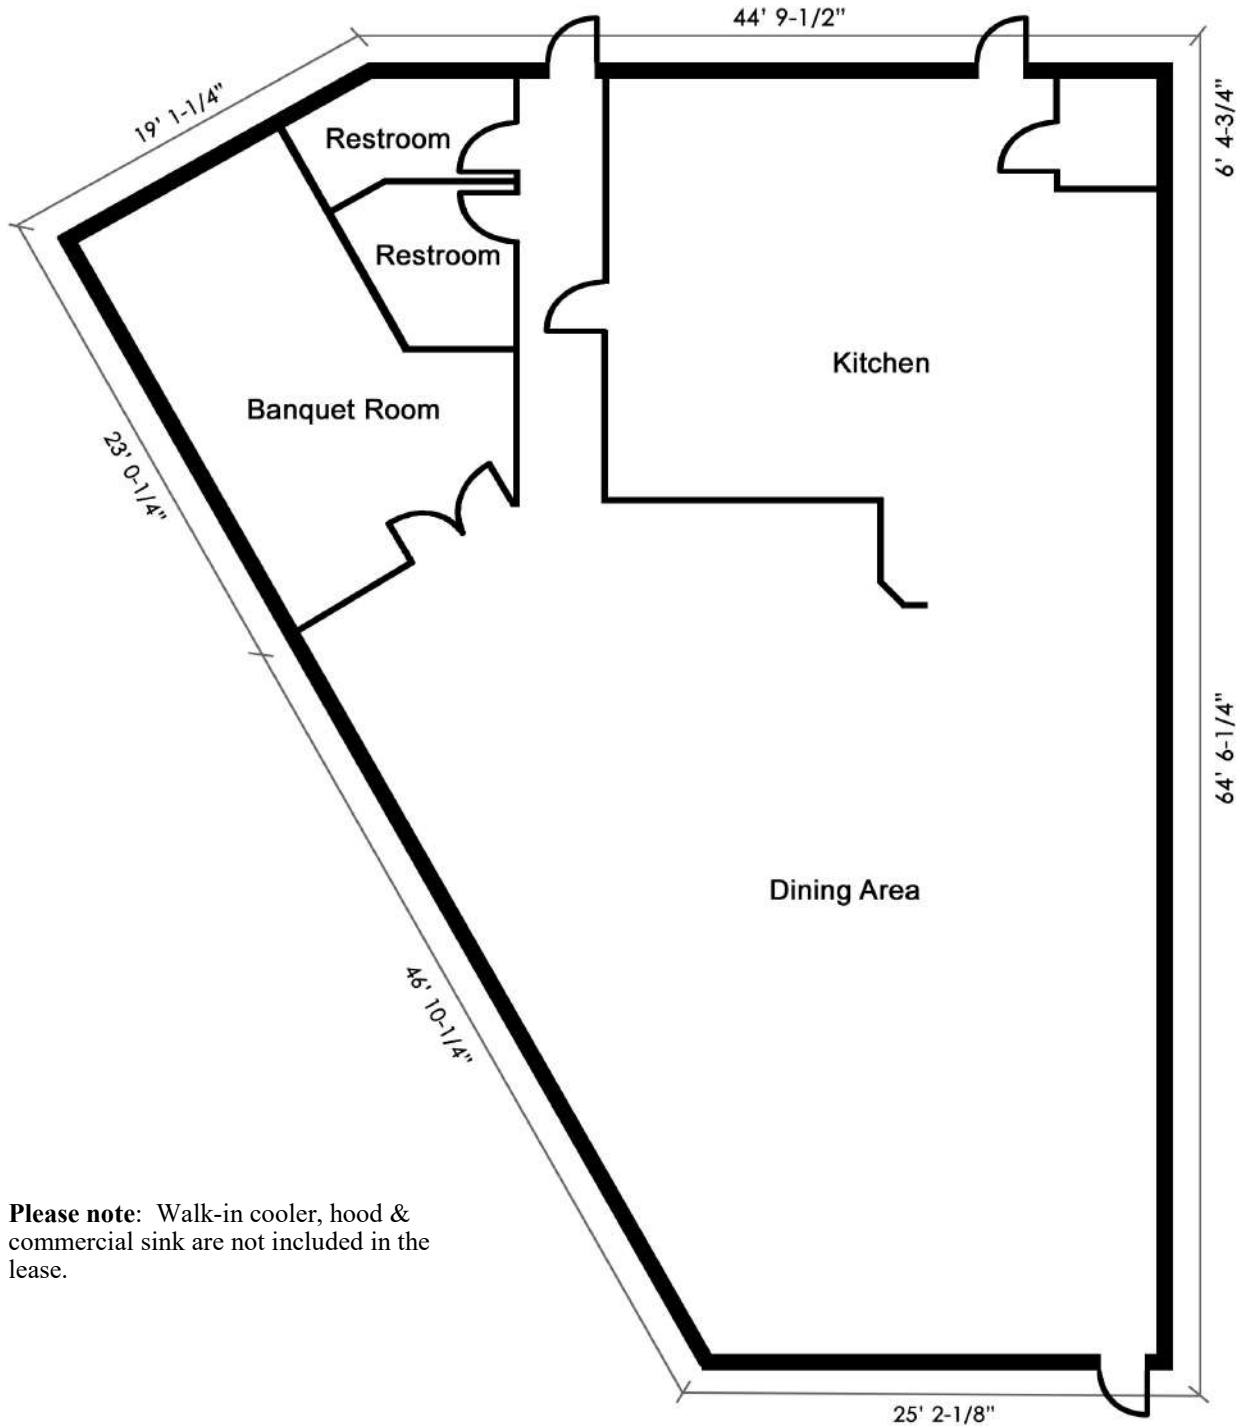 44' 9-1/2"
19' 1-1/4"
6' 4-3/4"
Restroom
Restroom
Kitchen
Banquet Room
23' 0-1/4"
64' 6-1/4"
Dining Area
46' 10-1/4"
Please note: Walk-in cooler, hood &
commercial sink are not included in the
lease.
25' 2-1/8"